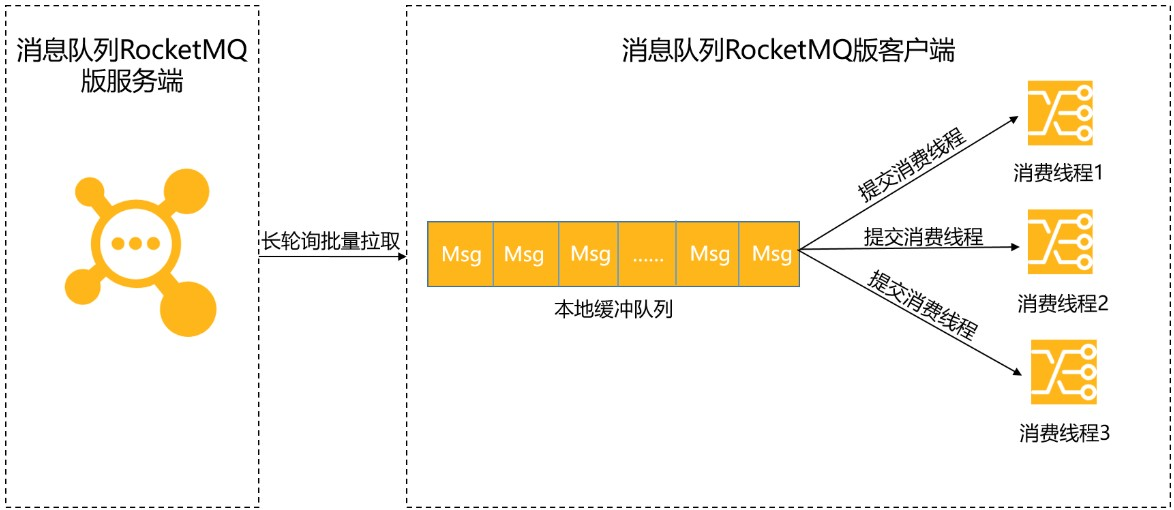 消息队列RocketMQ
版服务端
长轮询批量拉取
消息队列RocketMQ版客户端
Msg Msg Msg ...... Msg Msg
本地缓冲队列
提交消费线程
提交消费线程
提交消费线程
消费线程1
消费线程2
消费线程3